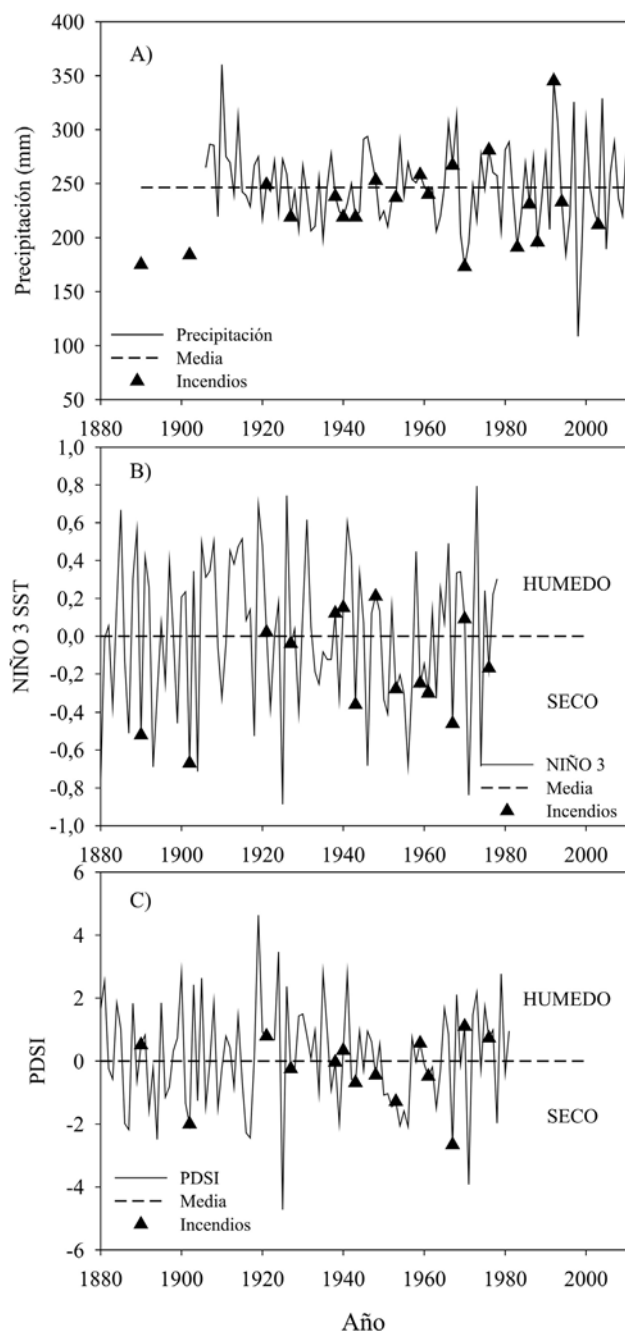 A)
400
350
300
250
200
150
100
50
Precipitación (mm)
Precipitación
Media
Incendios
1880 1900 1920 1940 1960 1980 2000
B)
1,0
0,8
0,6
0,4
0,2
0,0
-0,2
-0,4
-0,6
-0,8
-1,0
NIÑO 3 SST
HUMEDO
SECO
NIÑO 3
Media
Incendios
1880 1900 1920 1940 1960 1980 2000
C)
6
4
2
0
-2
-4
-6
PDSI
HUMEDO
SECO
PDSI
Media
Incendios
1880 1900 1920 1940 1960 1980 2000
Año